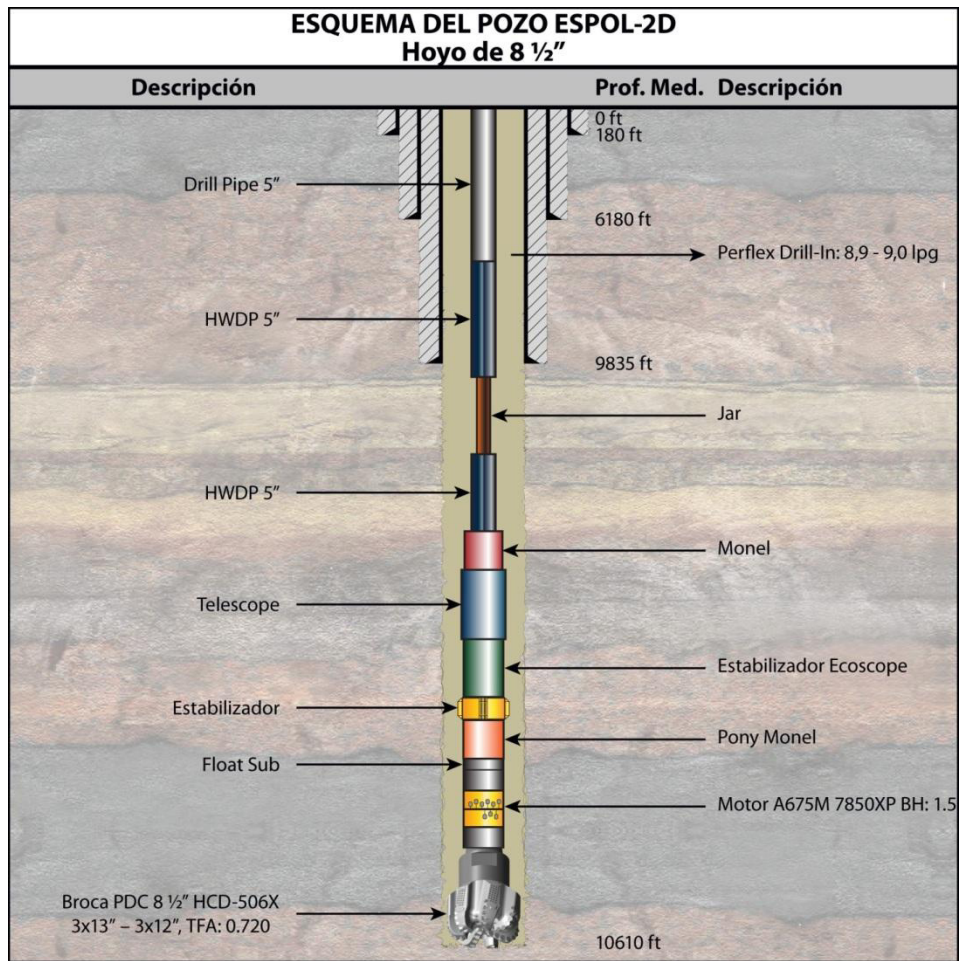 ESQUEMA DEL POZO ESPOL-2D
Hoyo de 8 ½”
Descripción Prof. Med. Descripción
0 ft
180 ft
Drill Pipe 5”
6180 ft
Perflex Drill-In: 8,9 - 9,0 lpg
HWDP 5”
9835 ft
Jar
HWDP 5”
Monel
Telescope
Estabilizador Ecoscope
Estabilizador
Pony Monel
Float Sub
Motor A675M 7850XP BH: 1.5
Broca PDC 8 ½” HCD-506X
3x13” – 3x12”, TFA: 0.720
10610 ft